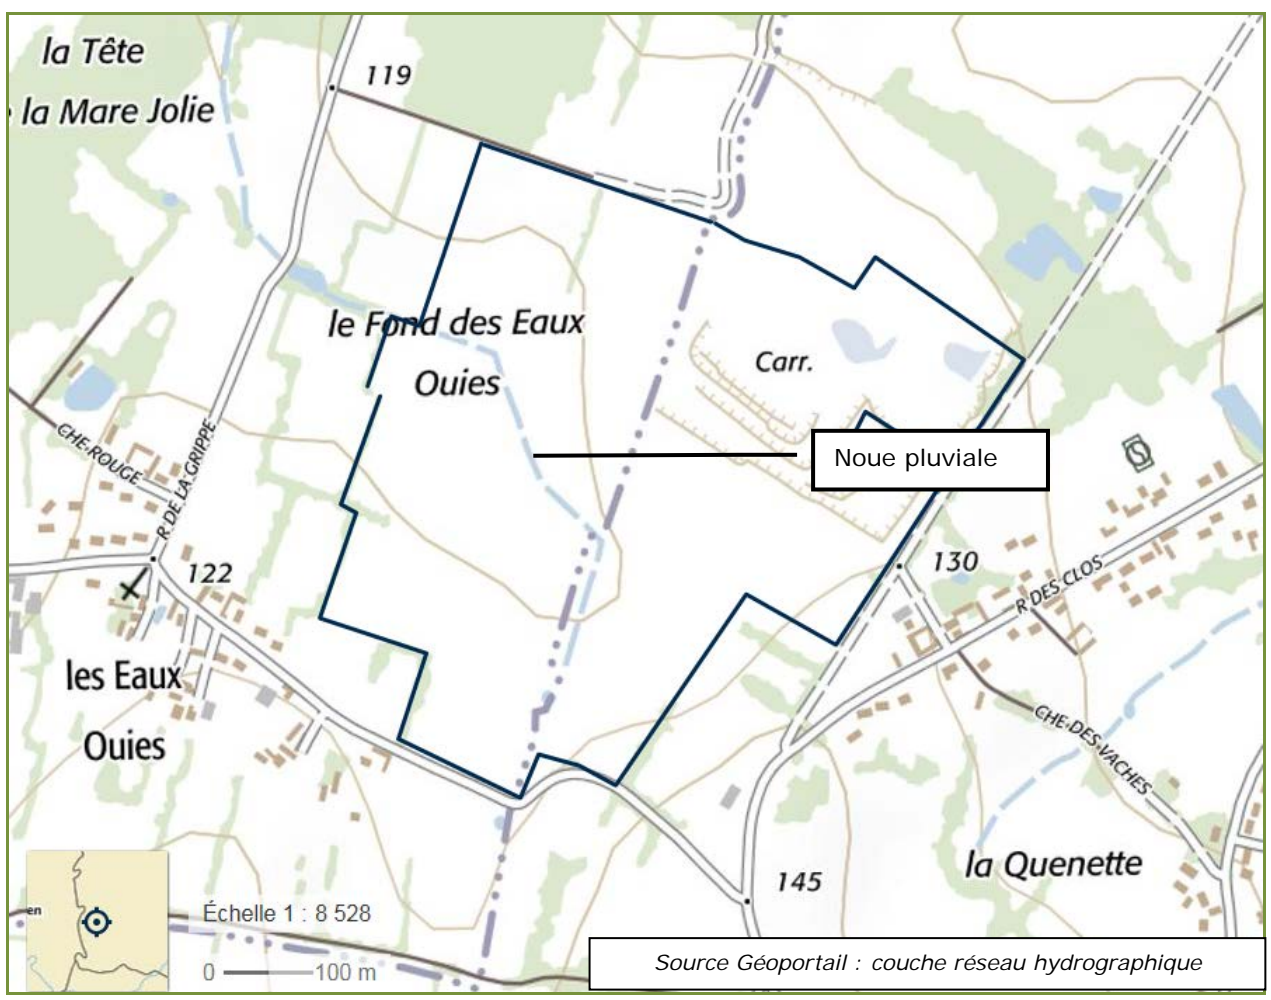 la Tête
la Mare Jolie
119
le Fond des Eaux
Ouies
Carr.
Noue pluviale
CHE ROUGE
R DE LA GRIPPE
122
130
R DES CLOS
les Eaux
Ouies
CHE DES VACHES
la Quenette
145
en
Échelle 1 : 8 528
0 100 m
Source Géoportail : couche réseau hydrographique